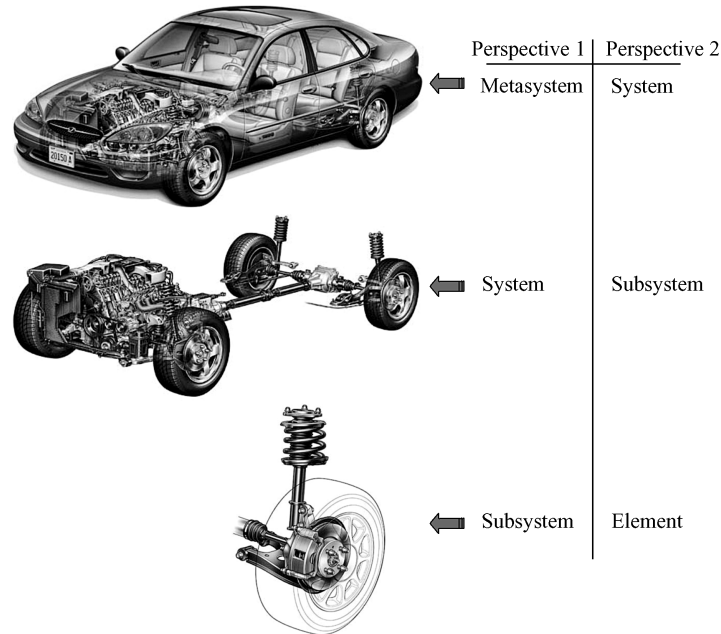 Perspective 1 Perspective 2
Metasystem System
20150 A
System Subsystem
Subsystem Element